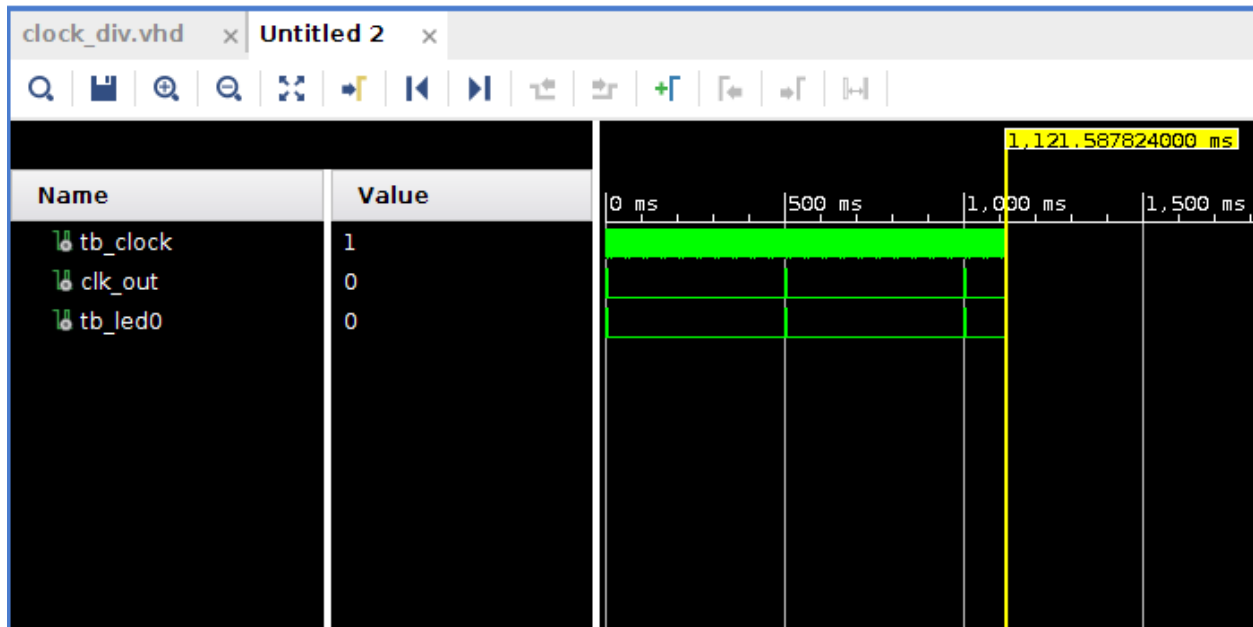 clock_div.vhd × Untitled 2 ×
1,121.587824000 ms
Name Value
0 ms 500 ms 1,000 ms 1,500 ms
tb_clock 1
clk_out 0
tb_led0 0